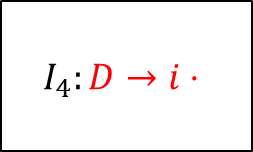 I₄: D → i ·